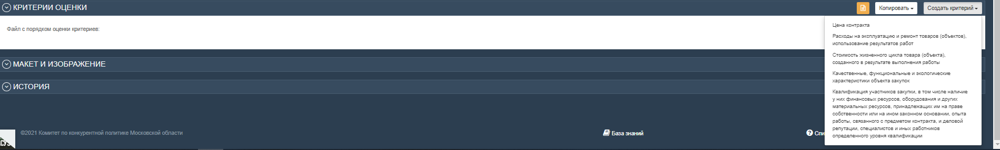 КРИТЕРИИ ОЦЕНКИ
Копировать
Создать критерий
Файл с порядком оценки критериев:
Цена контракта
Расходы на эксплуатацию и ремонт товаров (объектов),
использование результатов работ
Стоимость жизненного цикла товара (объекта),
созданного в результате выполнения работы
Качественные, функциональные и экологические
характеристики объекта закупок
Квалификация участников закупки, в том числе наличие
у них финансовых ресурсов, оборудования и других
материальных ресурсов, принадлежащих им на праве
собственности или на ином законном основании, опыта
работы, связанного с предметом контракта, и деловой
репутации, специалистов и иных работников
определенного уровня квалификации
МАКЕТ И ИЗОБРАЖЕНИЕ
ИСТОРИЯ
©2021 Комитет по конкурентной политике Московской области
База знаний
Спи